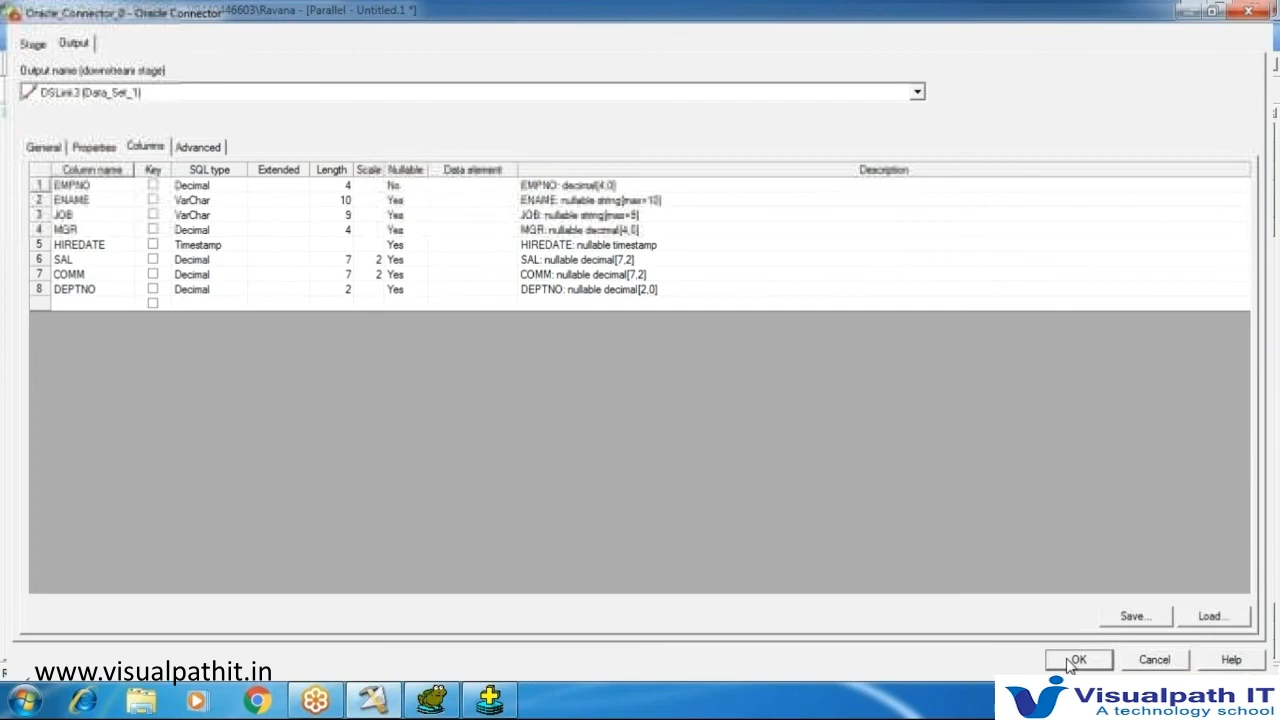 Oracle_Connector_0 - Oracle Connector 446603\Ravana - [Parallel - Untitled.1 *]
Stage Output
Output name (downstream stage)
DSLink3 (Data_Set_1)
General Properties Columns Advanced
Column name Key SQL type Extended Length Scale Nullable Data element Description
1 EMPNO Decimal 4 No EMPNO: decimal[4,0]
2 ENAME VarChar 10 Yes ENAME: nullable string[max=10]
3 JOB VarChar 9 Yes JOB: nullable string[max=9]
4 MGR Decimal 4 Yes MGR: nullable decimal[4,0]
5 HIREDATE Timestamp Yes HIREDATE: nullable timestamp
6 SAL Decimal 7 2 Yes SAL: nullable decimal[7,2]
7 COMM Decimal 7 2 Yes COMM: nullable decimal[7,2]
8 DEPTNO Decimal 2 Yes DEPTNO: nullable decimal[2,0]
Save... Load...
OK Cancel Help
www.visualpathit.in
Visualpath IT
A technology school